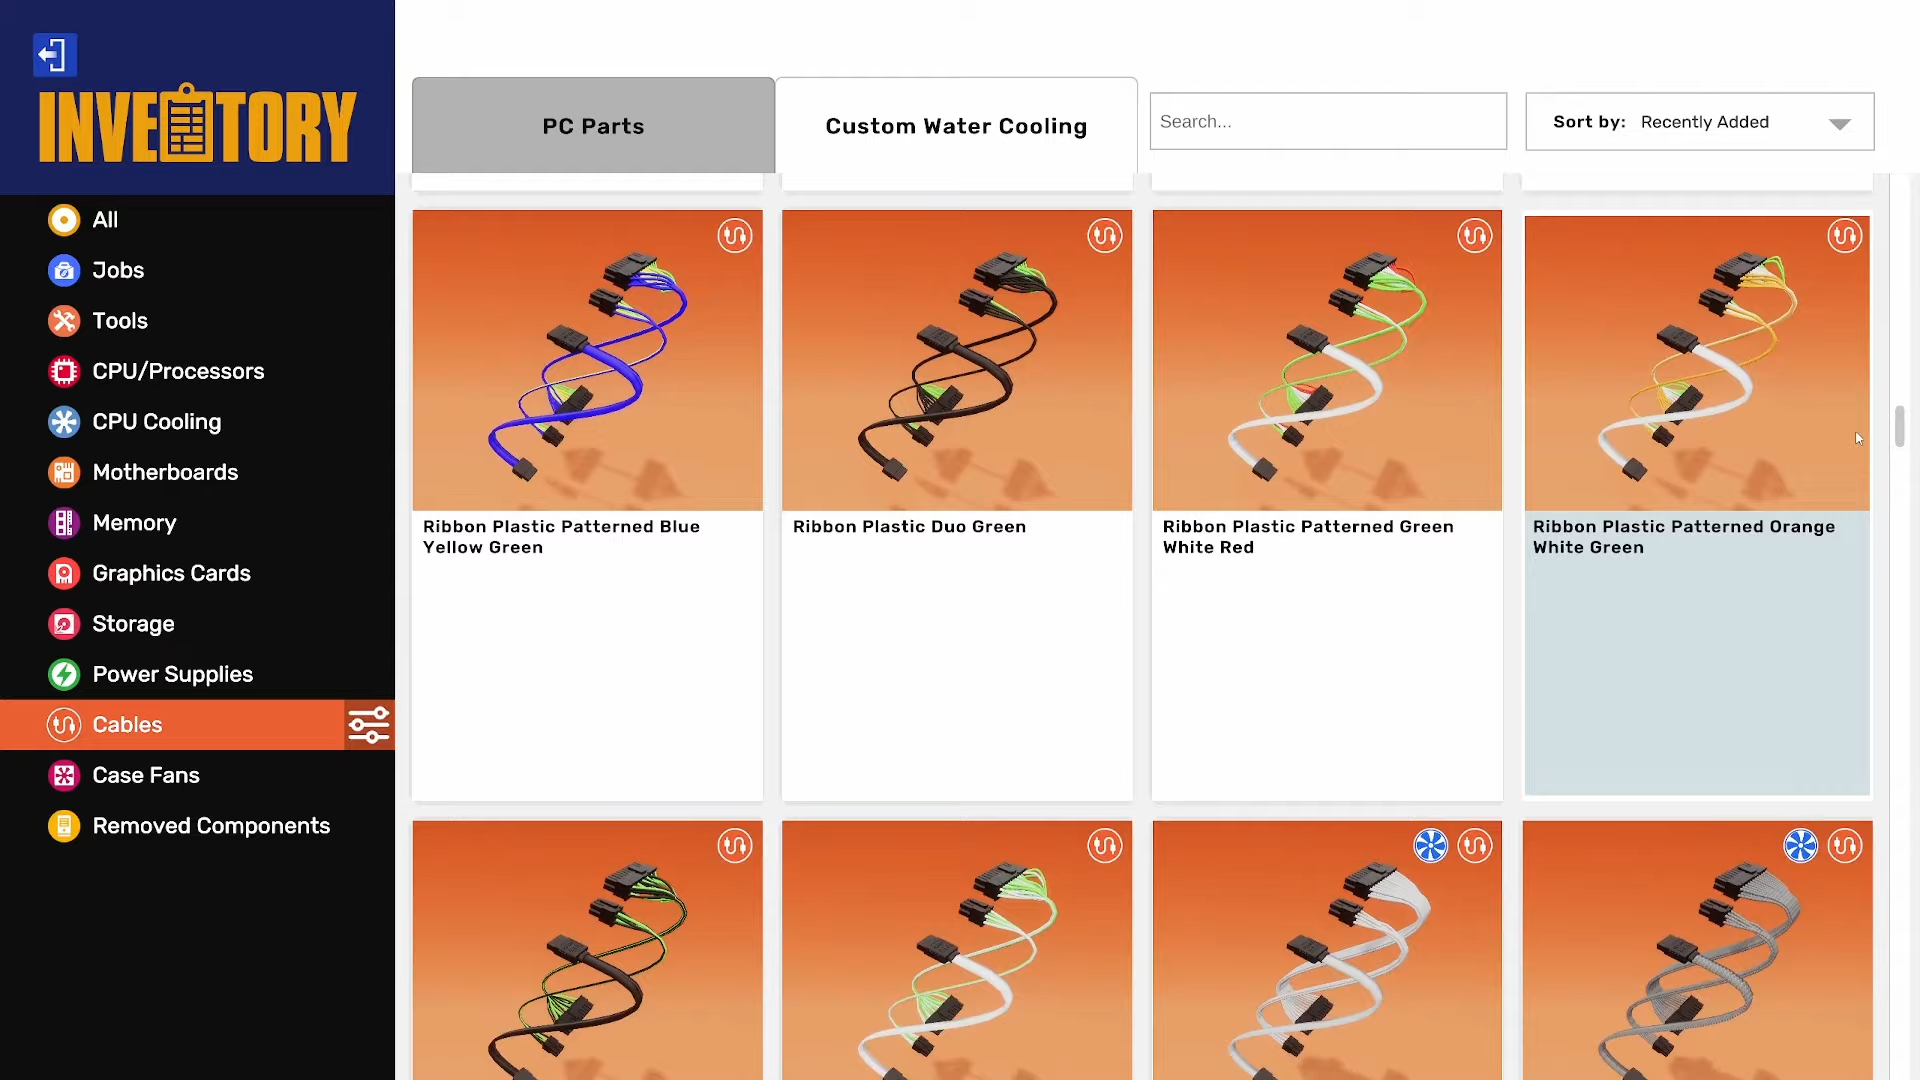 INVENTORY
PC Parts
Custom Water Cooling
Search...
Sort by: Recently Added
All
Jobs
Tools
CPU/Processors
CPU Cooling
Motherboards
Memory
Graphics Cards
Storage
Power Supplies
Cables
Case Fans
Removed Components
Ribbon Plastic Patterned Blue
Yellow Green
Ribbon Plastic Duo Green
Ribbon Plastic Patterned Green
White Red
Ribbon Plastic Patterned Orange
White Green